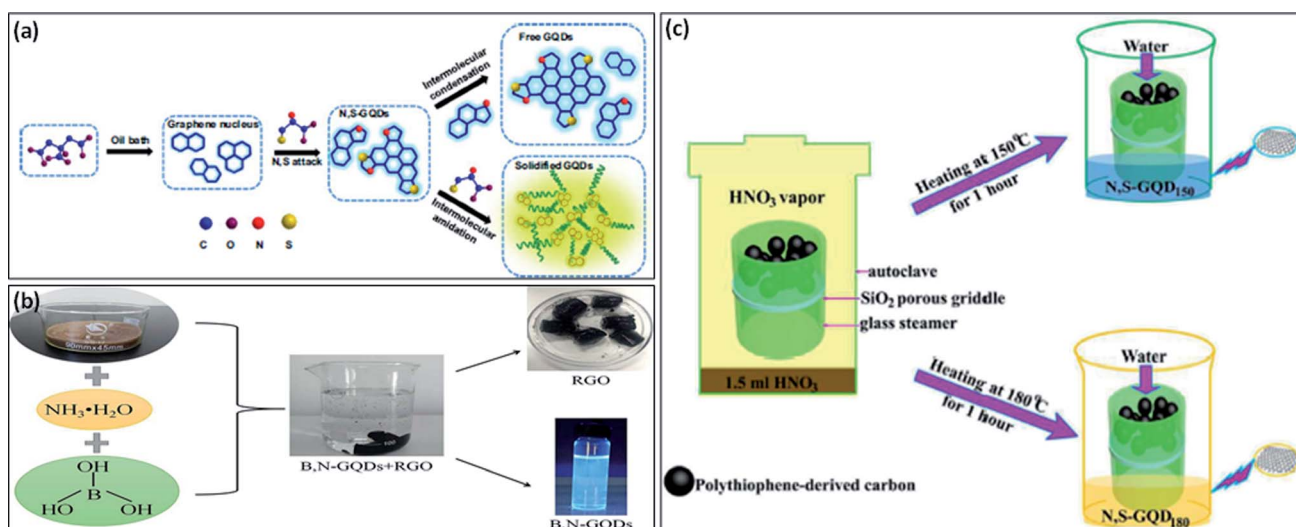 (a)
Oil bath
Graphene nucleus
N,S attack
N,S-GQDs
Intermolecular
condensation
Free GQDs
Intermolecular
amidation
Solidified GQDs
C O N S
(b)
90mmx45mm
NH₃•H₂O
OH
B
HO OH
100
B,N-GQDs+RGO
RGO
B,N-GQDs
(c)
HNO₃ vapor
autoclave
SiO₂ porous griddle
glass steamer
1.5 ml HNO₃
Polythiophene-derived carbon
Heating at 150℃
for 1 hour
Water
N,S-GQD₁₅₀
Heating at 180℃
for 1 hour
Water
N,S-GQD₁₈₀